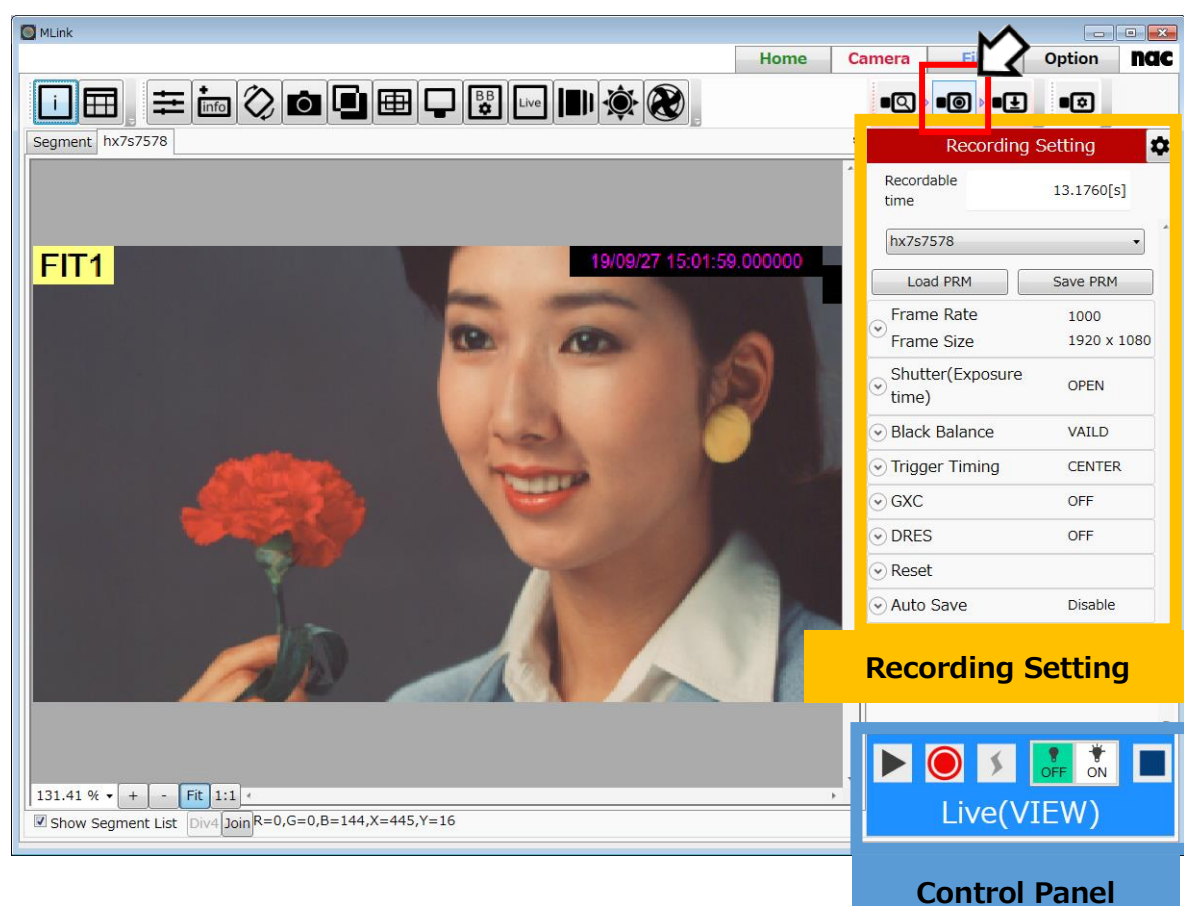 MLink
Home Camera Option nac
i info BB Live
Segment hx7s7578
Recording Setting
Recordable
time
13.1760[s]
hx7s7578
Load PRM Save PRM
Frame Rate 1000
Frame Size 1920 x 1080
Shutter(Exposure
time)
OPEN
Black Balance VAILD
Trigger Timing CENTER
GXC OFF
DRES OFF
Reset
Auto Save Disable
FIT1
19/09/27 15:01:59.000000
Recording Setting
OFF ON
Live(VIEW)
131.41 % + - Fit 1:1
Show Segment List Div4 Join R=0,G=0,B=144,X=445,Y=16
Control Panel